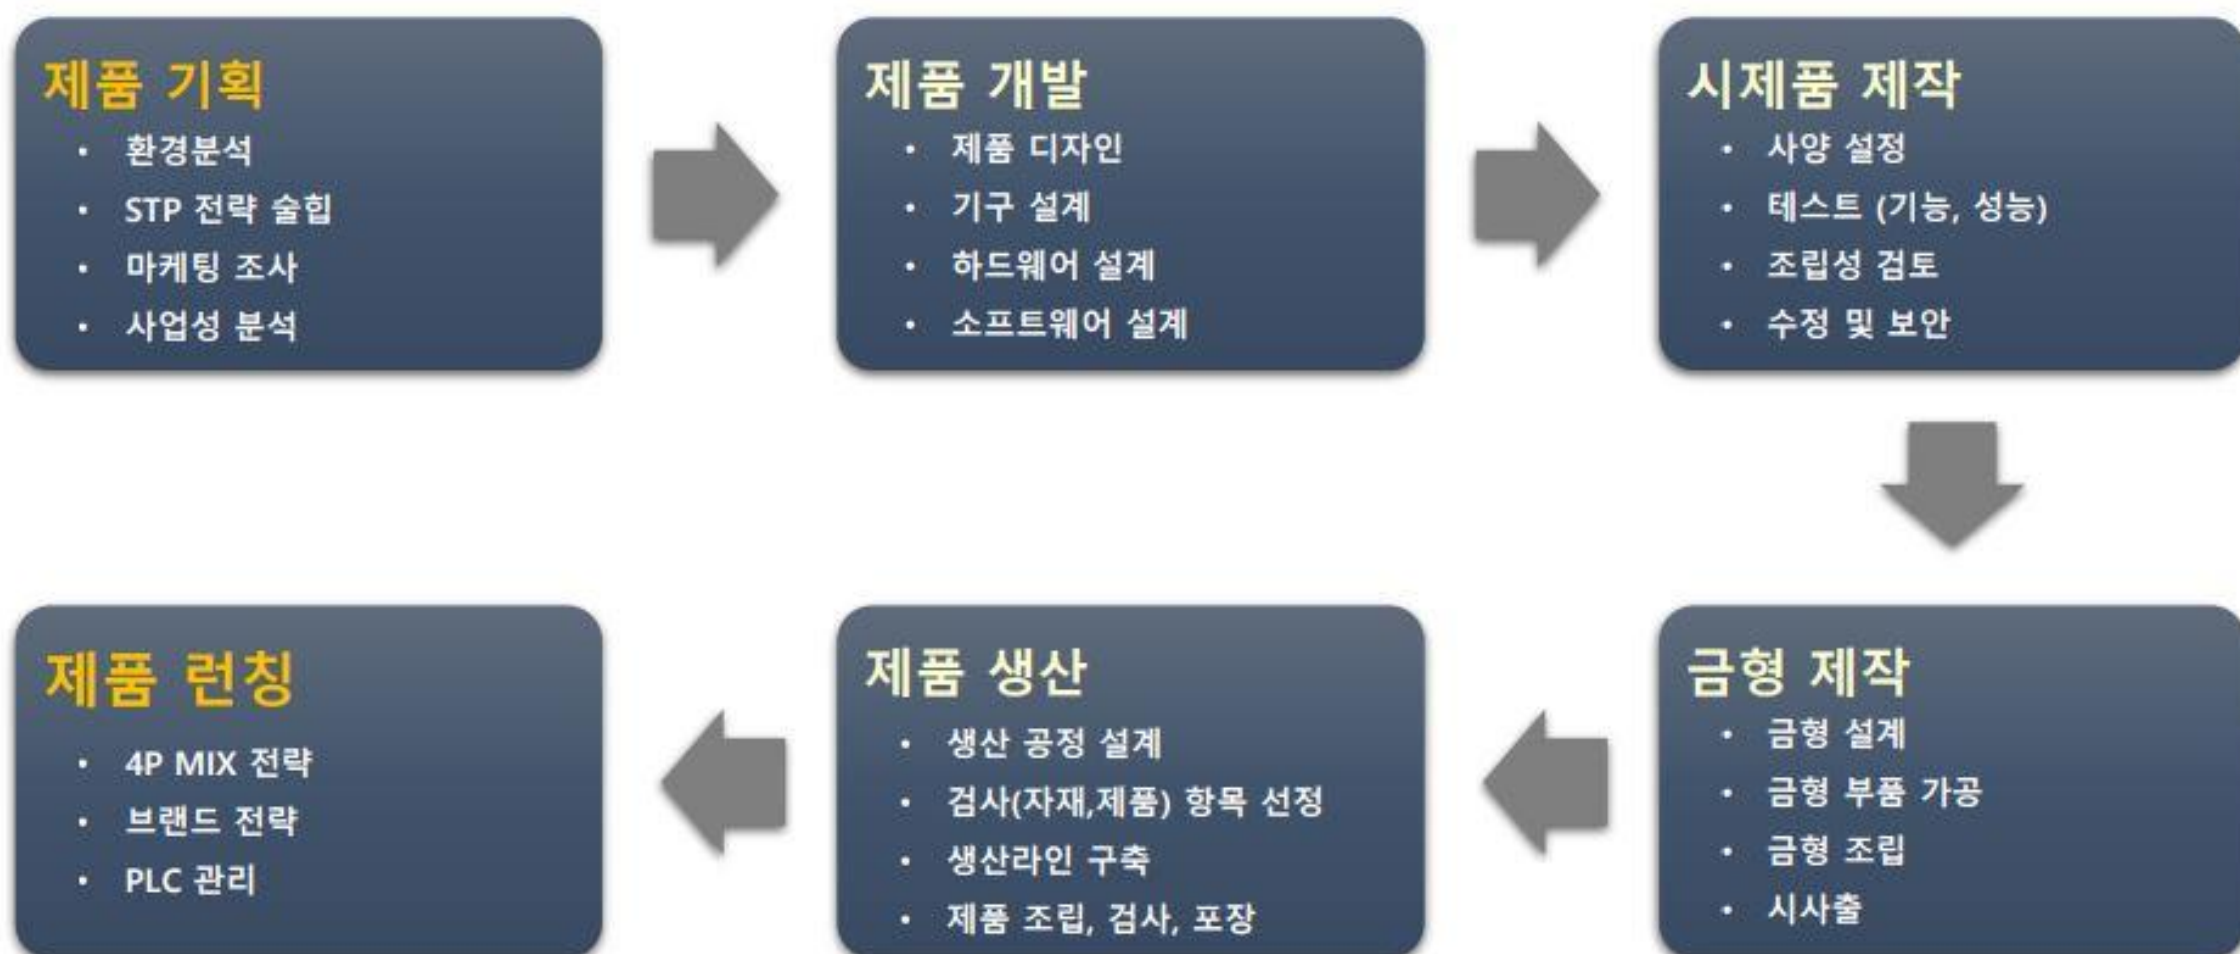 제품 기획
• 환경분석
• STP 전략 술힙
• 마케팅 조사
• 사업성 분석
제품 개발
• 제품 디자인
• 기구 설계
• 하드웨어 설계
• 소프트웨어 설계
시제품 제작
• 사양 설정
• 테스트 (기능, 성능)
• 조립성 검토
• 수정 및 보안
금형 제작
• 금형 설계
• 금형 부품 가공
• 금형 조립
• 시사출
제품 생산
• 생산 공정 설계
• 검사(자재,제품) 항목 선정
• 생산라인 구축
• 제품 조립, 검사, 포장
제품 런칭
• 4P MIX 전략
• 브랜드 전략
• PLC 관리